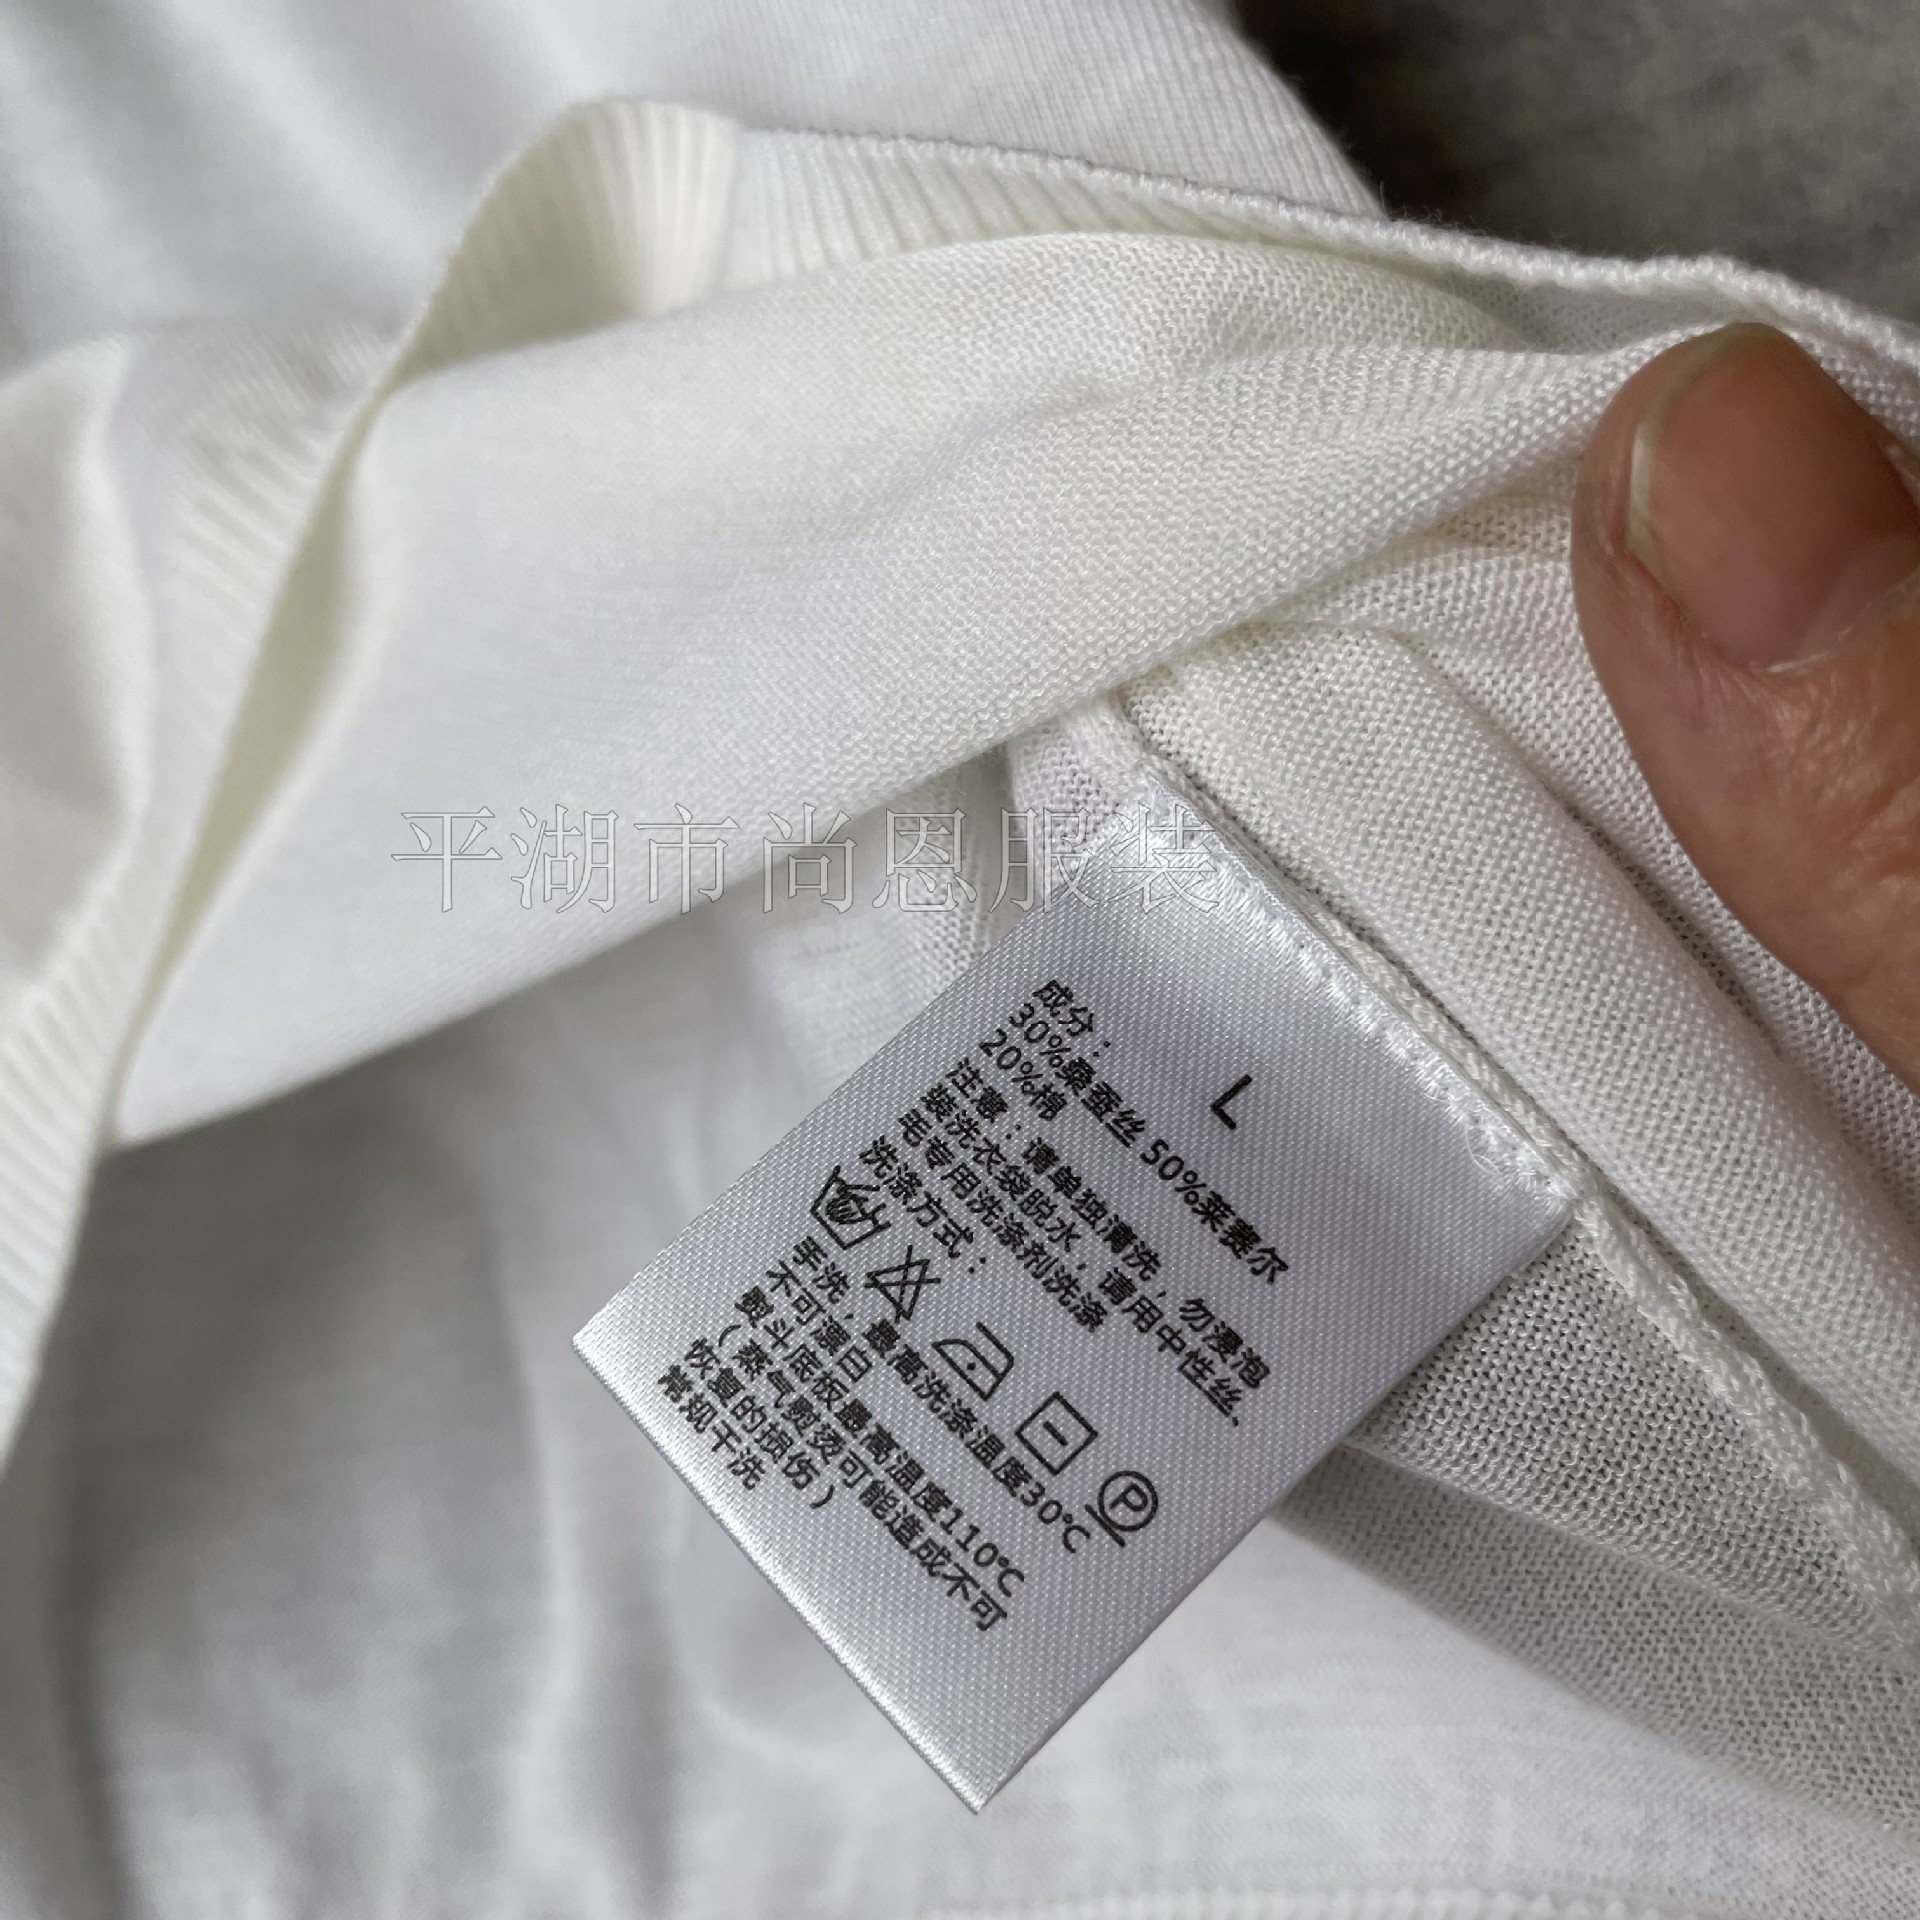 平湖市尚恩服装
L
成分：
30%桑蚕丝 50%莱赛尔
20%棉
注意：请单独清洗，勿浸泡
装洗衣袋脱水，请用中性丝、
毛专用洗涤剂洗涤
洗涤方式：
P
手洗，最高洗涤温度30℃
不可漂白
熨斗底板最高温度110℃
（蒸气熨烫可能造成不可
恢复的损伤）
常规干洗